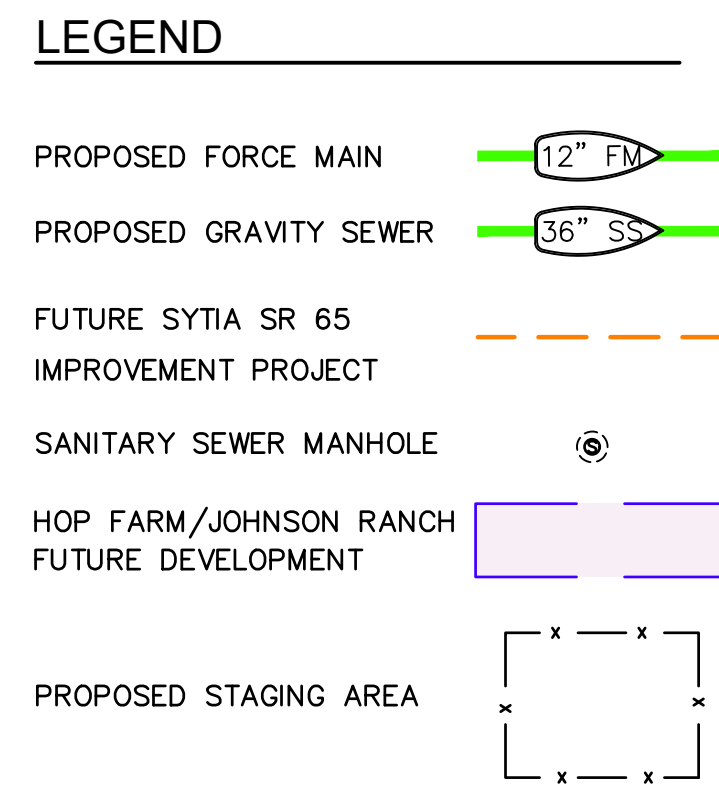 LEGEND
PROPOSED FORCE MAIN
12” FM
PROPOSED GRAVITY SEWER
36” SS
FUTURE SYTIA SR 65
IMPROVEMENT PROJECT
SANITARY SEWER MANHOLE
S
HOP FARM/JOHNSON RANCH
FUTURE DEVELOPMENT
x x
PROPOSED STAGING AREA
x x
x x